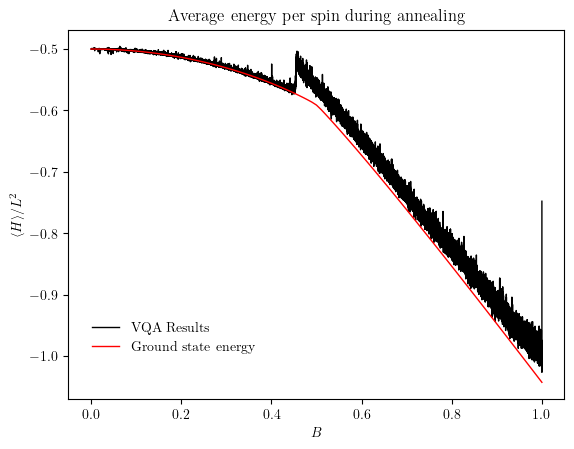 Average energy per spin during annealing
⟨H⟩/L²
−0.5
−0.6
−0.7
−0.8
−0.9
−1.0
VQA Results
Ground state energy
0.0 0.2 0.4 0.6 0.8 1.0
B